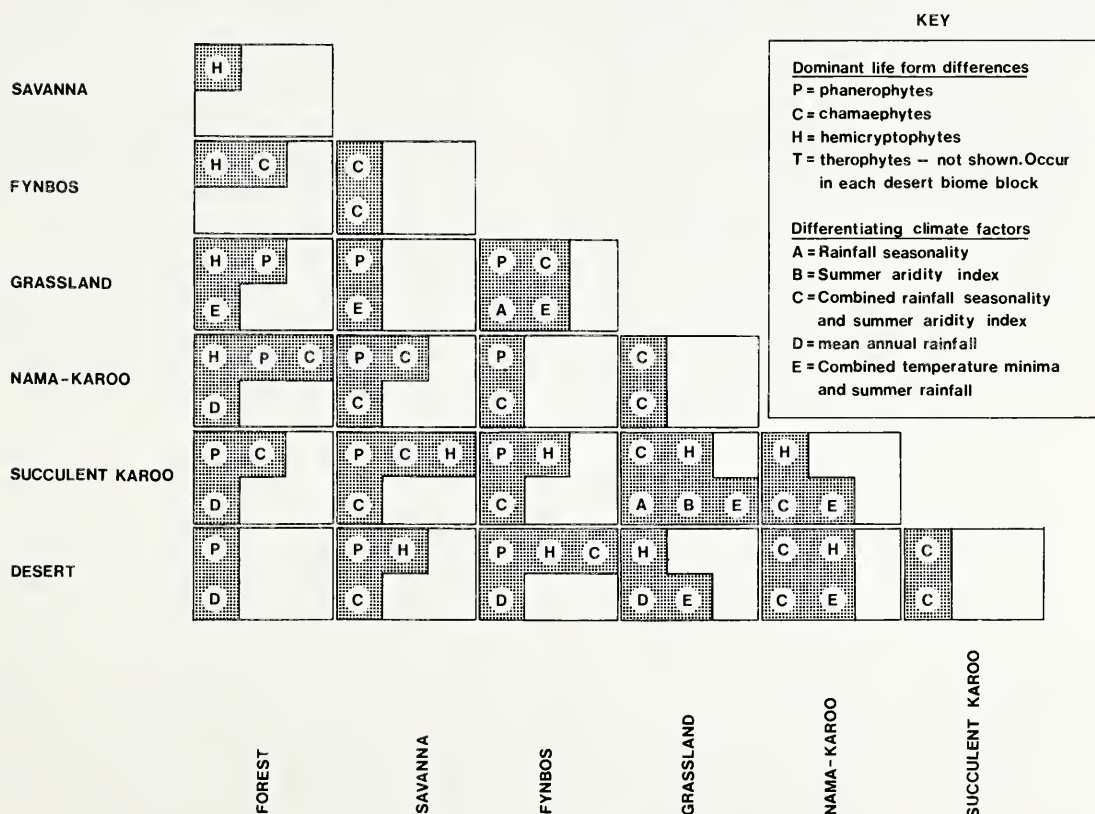 KEY
Dominant life form differences
P = phanerophytes
C = chamaephytes
H = hemicryptophytes
T = therophytes – not shown. Occur
in each desert biome block
Differentiating climate factors
A = Rainfall seasonality
B = Summer aridity index
C = Combined rainfall seasonality
and summer aridity index
D = mean annual rainfall
E = Combined temperature minima
and summer rainfall
SAVANNA
H
FYNBOS
H C C
C
GRASSLAND
H P P P C
E E A E
NAMA-KAROO
H P C P C P C
D C C C
SUCCULENT KAROO
P C P C H P H C H H
D C C A B E C E
DESERT
P P H P H C H C H C
D C D D E C E C
FOREST
SAVANNA
FYNBOS
GRASSLAND
NAMA-KAROO
SUCCULENT KAROO